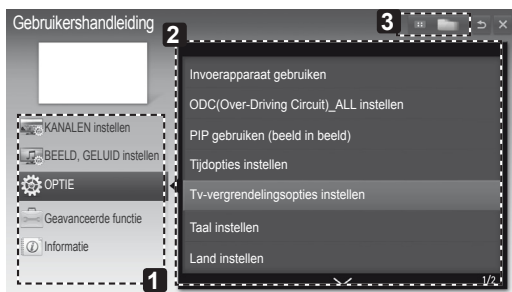 Gebruikershandleiding
2
3
KANALEN instellen
BEELD, GELUID instellen
OPTIE
Geavanceerde functie
Informatie
1
Invoerapparaat gebruiken
ODC(Over-Driving Circuit)_ALL instellen
PIP gebruiken (beeld in beeld)
Tijdopties instellen
Tv-vergrendelingsopties instellen
Taal instellen
Land instellen
1/2